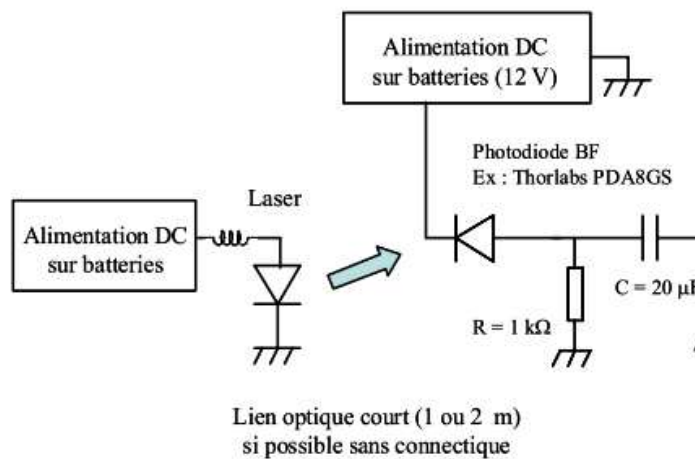 Alimentation DC
sur batteries (12 V)
Photodiode BF
Ex : Thorlabs PDA8GS
Laser
Alimentation DC
sur batteries
C = 20 µF
R = 1 kΩ
Lien optique court (1 ou 2 m)
si possible sans connectique